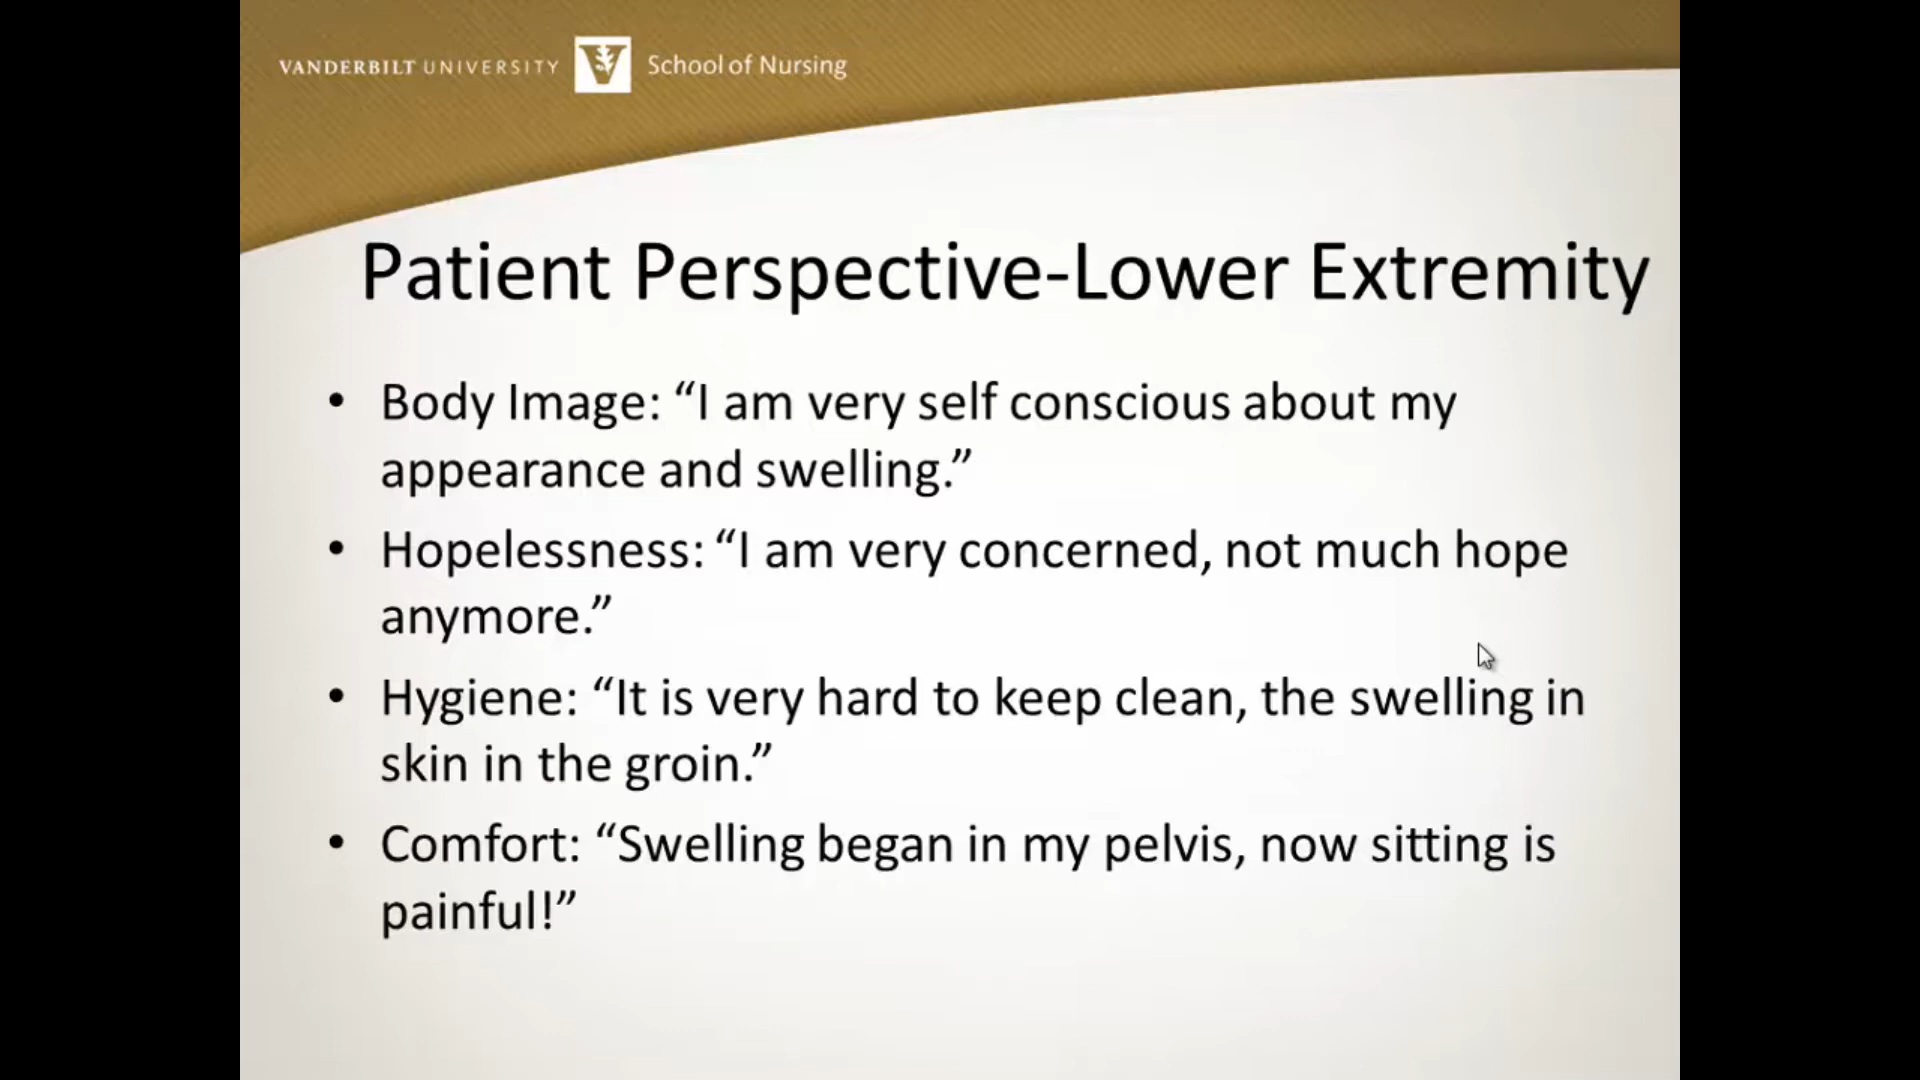 VANDERBILT UNIVERSITY School of Nursing
Patient Perspective-Lower Extremity
• Body Image: “I am very self conscious about my
appearance and swelling.”
• Hopelessness: “I am very concerned, not much hope
anymore.”
• Hygiene: “It is very hard to keep clean, the swelling in
skin in the groin.”
• Comfort: “Swelling began in my pelvis, now sitting is
painful!”